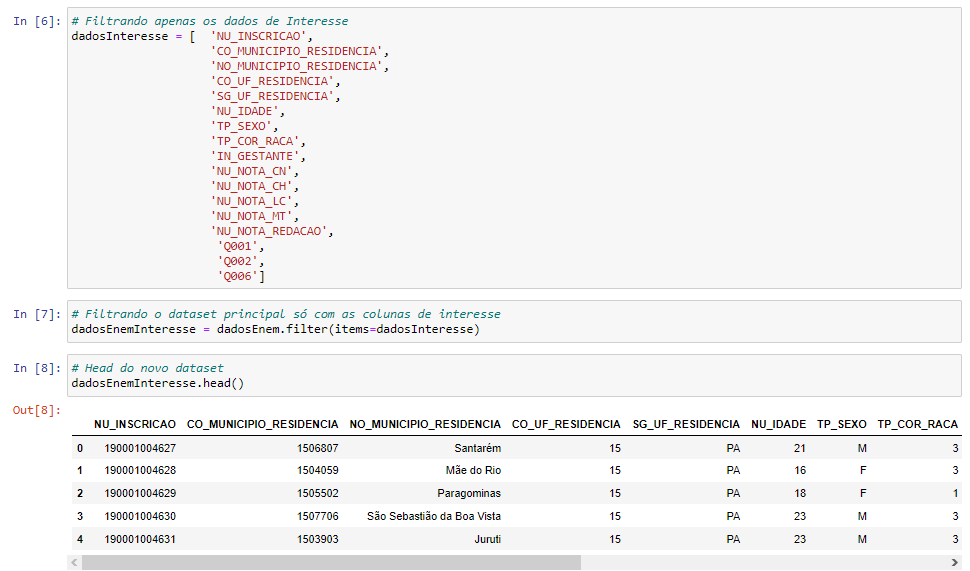 In [6]: # Filtrando apenas os dados de Interesse
dadosInteresse = [ 'NU_INSCRICAO',
'CO_MUNICIPIO_RESIDENCIA',
'NO_MUNICIPIO_RESIDENCIA',
'CO_UF_RESIDENCIA',
'SG_UF_RESIDENCIA',
'NU_IDADE',
'TP_SEXO',
'TP_COR_RACA',
'IN_GESTANTE',
'NU_NOTA_CN',
'NU_NOTA_CH',
'NU_NOTA_LC',
'NU_NOTA_MT',
'NU_NOTA_REDACAO',
'Q001',
'Q002',
'Q006']
In [7]: # Filtrando o dataset principal só com as colunas de interesse
dadosEnemInteresse = dadosEnem.filter(items=dadosInteresse)
In [8]: # Head do novo dataset
dadosEnemInteresse.head()
Out[8]:
NU_INSCRICAO CO_MUNICIPIO_RESIDENCIA NO_MUNICIPIO_RESIDENCIA CO_UF_RESIDENCIA SG_UF_RESIDENCIA NU_IDADE TP_SEXO TP_COR_RACA
0 190001004627 1506807 Santarém 15 PA 21 M 3
1 190001004628 1504059 Mãe do Rio 15 PA 16 F 3
2 190001004629 1505502 Paragominas 15 PA 18 F 1
3 190001004630 1507706 São Sebastião da Boa Vista 15 PA 23 M 3
4 190001004631 1503903 Juruti 15 PA 23 M 3